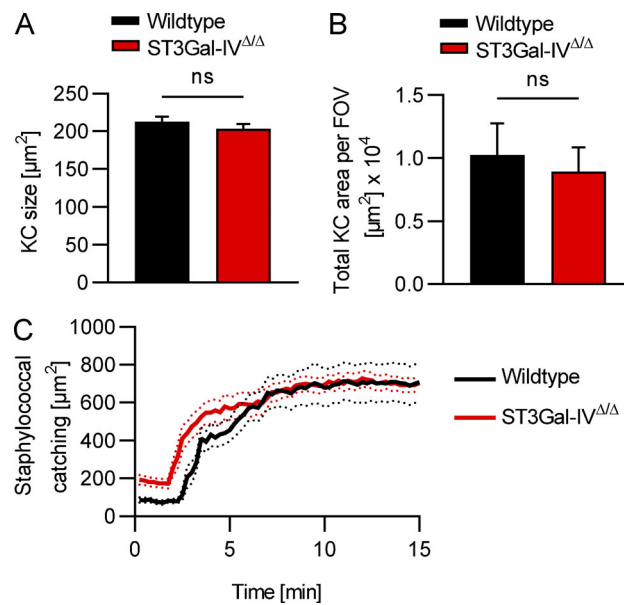 A
Wildtype
ST3Gal-IV^Δ/Δ
ns
KC size [µm²]
250
200
150
100
50
0
B
Wildtype
ST3Gal-IV^Δ/Δ
ns
Total KC area per FOV
[µm²] x 10⁴
1.5
1.0
0.5
0.0
C
Staphylococcal
catching [µm²]
1000
800
600
400
200
0
0 5 10 15
Time [min]
Wildtype
ST3Gal-IV^Δ/Δ